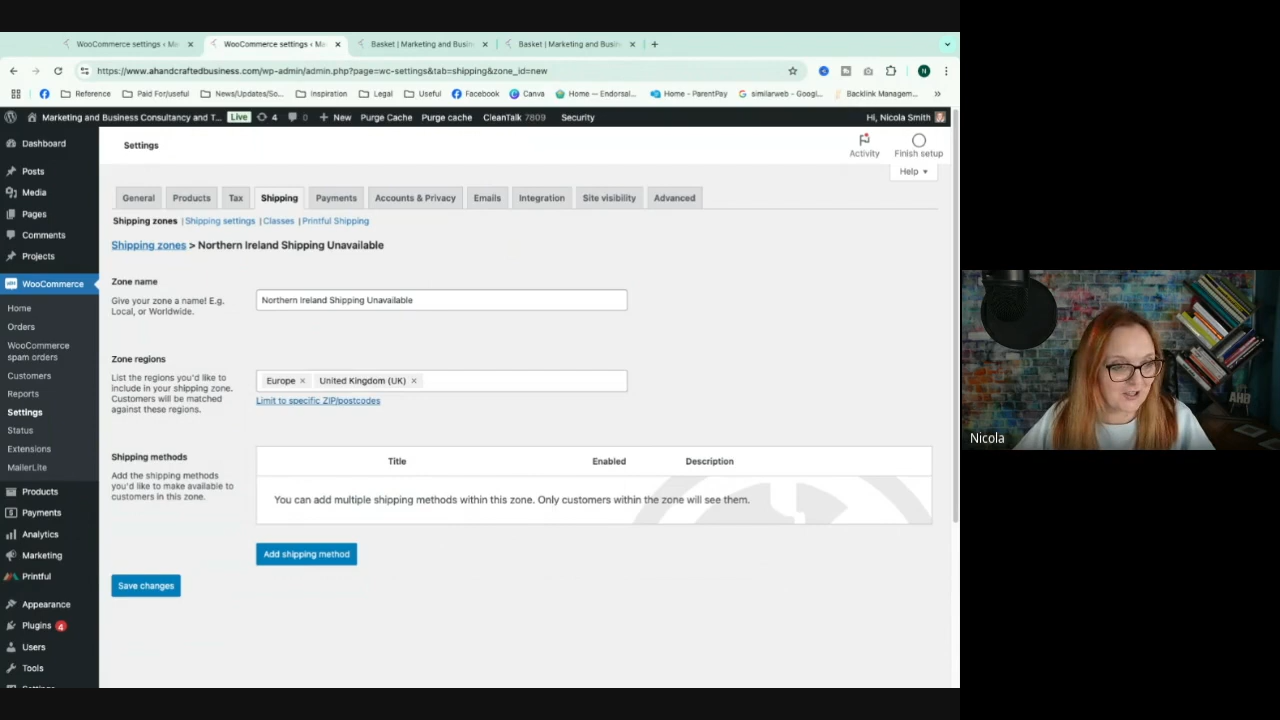 WooCommerce settings ‹ Ma
WooCommerce settings ‹ Ma
Basket | Marketing and Busin
Basket | Marketing and Busin
https://www.ahandcraftedbusiness.com/wp-admin/admin.php?page=wc-settings&tab=shipping&zone_id=new
N
Reference
Paid For/useful
News/Updates/So...
Inspiration
Legal
Useful
Facebook
Canva
Home — Endorsal...
Home - ParentPay
similarweb - Googl...
Backlink Managem...
»
Marketing and Business Consultancy and T...
Live
4
0
New
Purge Cache
Purge cache
CleanTalk 7809
Security
Hi, Nicola Smith
Dashboard
Posts
Media
Pages
Comments
Projects
WooCommerce
Home
Orders
WooCommerce
spam orders
Customers
Reports
Settings
Status
Extensions
MailerLite
Products
Payments
Analytics
Marketing
Printful
Appearance
Plugins 4
Users
Tools
Settings
Settings
Activity
Finish setup
Help
General
Products
Tax
Shipping
Payments
Accounts & Privacy
Emails
Integration
Site visibility
Advanced
Shipping zones | Shipping settings | Classes | Printful Shipping
Shipping zones > Northern Ireland Shipping Unavailable
Zone name
Give your zone a name! E.g.
Local, or Worldwide.
Northern Ireland Shipping Unavailable
Zone regions
List the regions you'd like to
include in your shipping zone.
Customers will be matched
against these regions.
Europe × United Kingdom (UK) ×
Limit to specific ZIP/postcodes
Shipping methods
Add the shipping methods
you'd like to make available to
customers in this zone.
Title
Enabled
Description
You can add multiple shipping methods within this zone. Only customers within the zone will see them.
Add shipping method
Save changes
AHB
Nicola